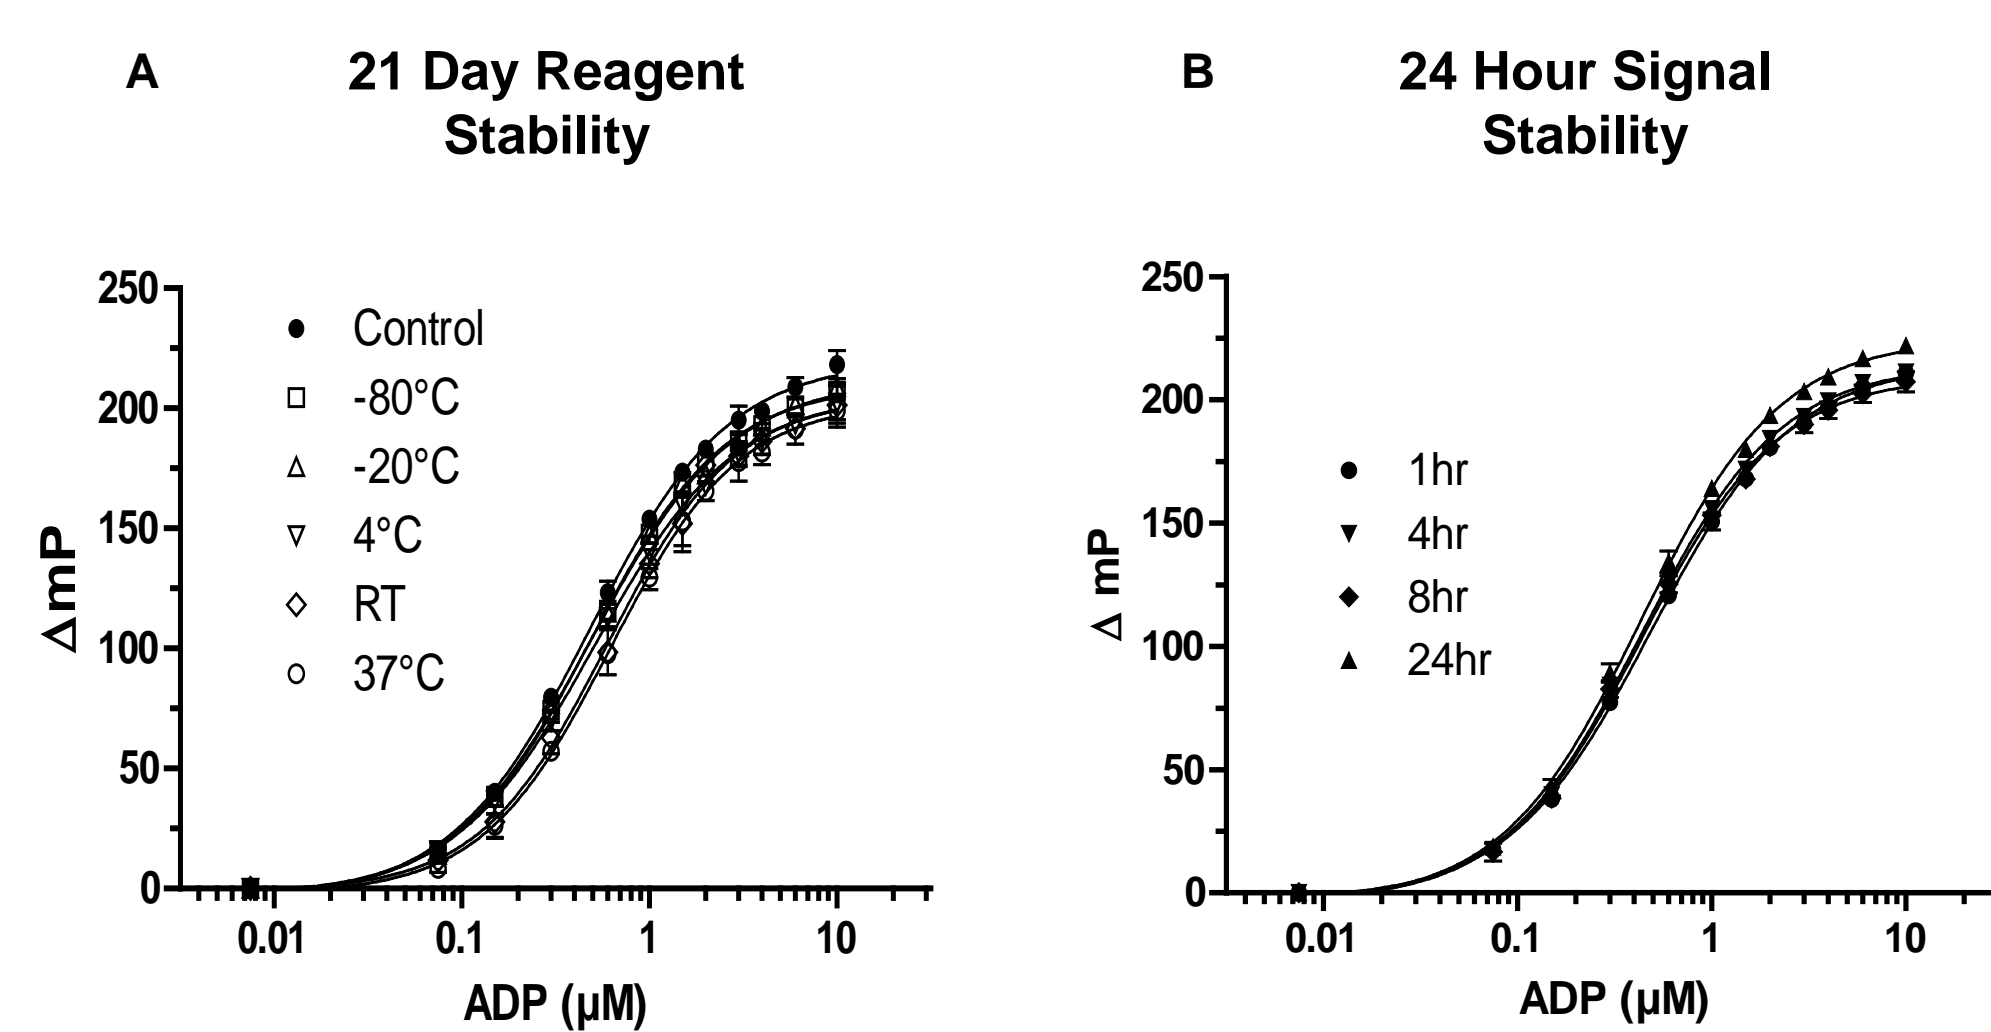 A
21 Day Reagent
Stability
250
200
150
100
50
0
Δ mP
Control
-80°C
-20°C
4°C
RT
37°C
0.01
0.1
1
10
ADP (µM)
B
24 Hour Signal
Stability
250
200
150
100
50
0
Δ mP
1hr
4hr
8hr
24hr
0.01
0.1
1
10
ADP (µM)